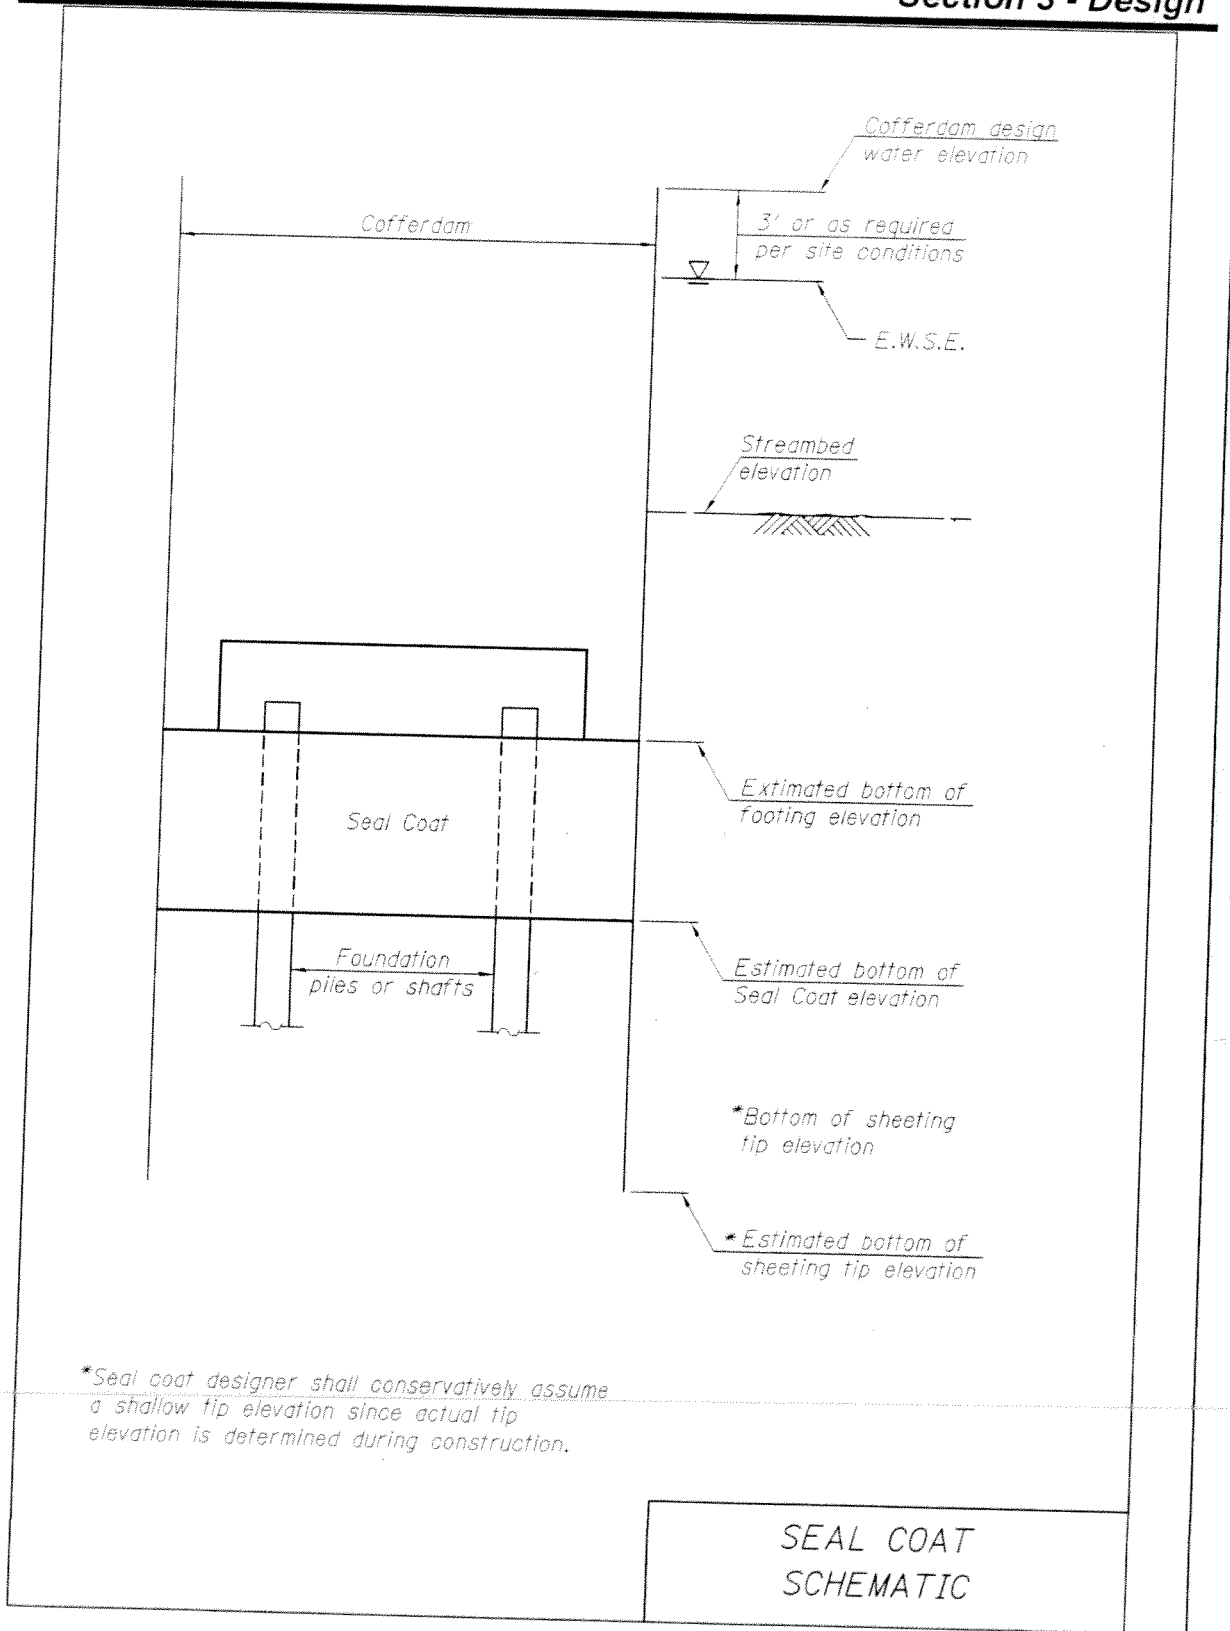 Section 3 - Design
Cofferdam design
water elevation
Cofferdam
3' or as required
per site conditions
E.W.S.E.
Streambed
elevation
Extimated bottom of
footing elevation
Seal Coat
Foundation
piles or shafts
Estimated bottom of
Seal Coat elevation
*Bottom of sheeting
tip elevation
* Estimated bottom of
sheeting tip elevation
*Seal coat designer shall conservatively assume
a shallow tip elevation since actual tip
elevation is determined during construction.
SEAL COAT
SCHEMATIC